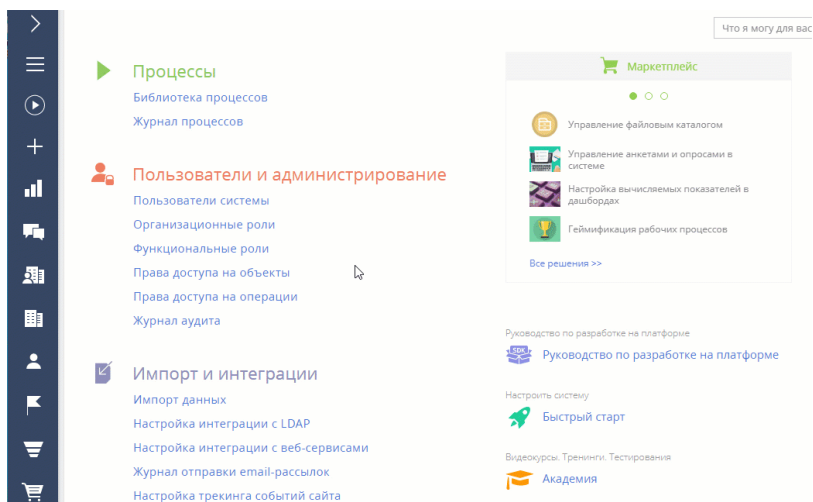 Что я могу для вас
Процессы
Библиотека процессов
Журнал процессов
Пользователи и администрирование
Пользователи системы
Организационные роли
Функциональные роли
Права доступа на объекты
Права доступа на операции
Журнал аудита
Импорт и интеграции
Импорт данных
Настройка интеграции с LDAP
Настройка интеграции с веб-сервисами
Журнал отправки email-рассылок
Настройка трекинга событий сайта
Маркетплейс
Управление файловым каталогом
Управление анкетами и опросами в
системе
Настройка вычисляемых показателей в
дашбордах
Геймификация рабочих процессов
Все решения >>
Руководство по разработке на платформе
SDK
Руководство по разработке на платформе
Настроить систему
Быстрый старт
Видеокурсы. Тренинги. Тестирования
Академия